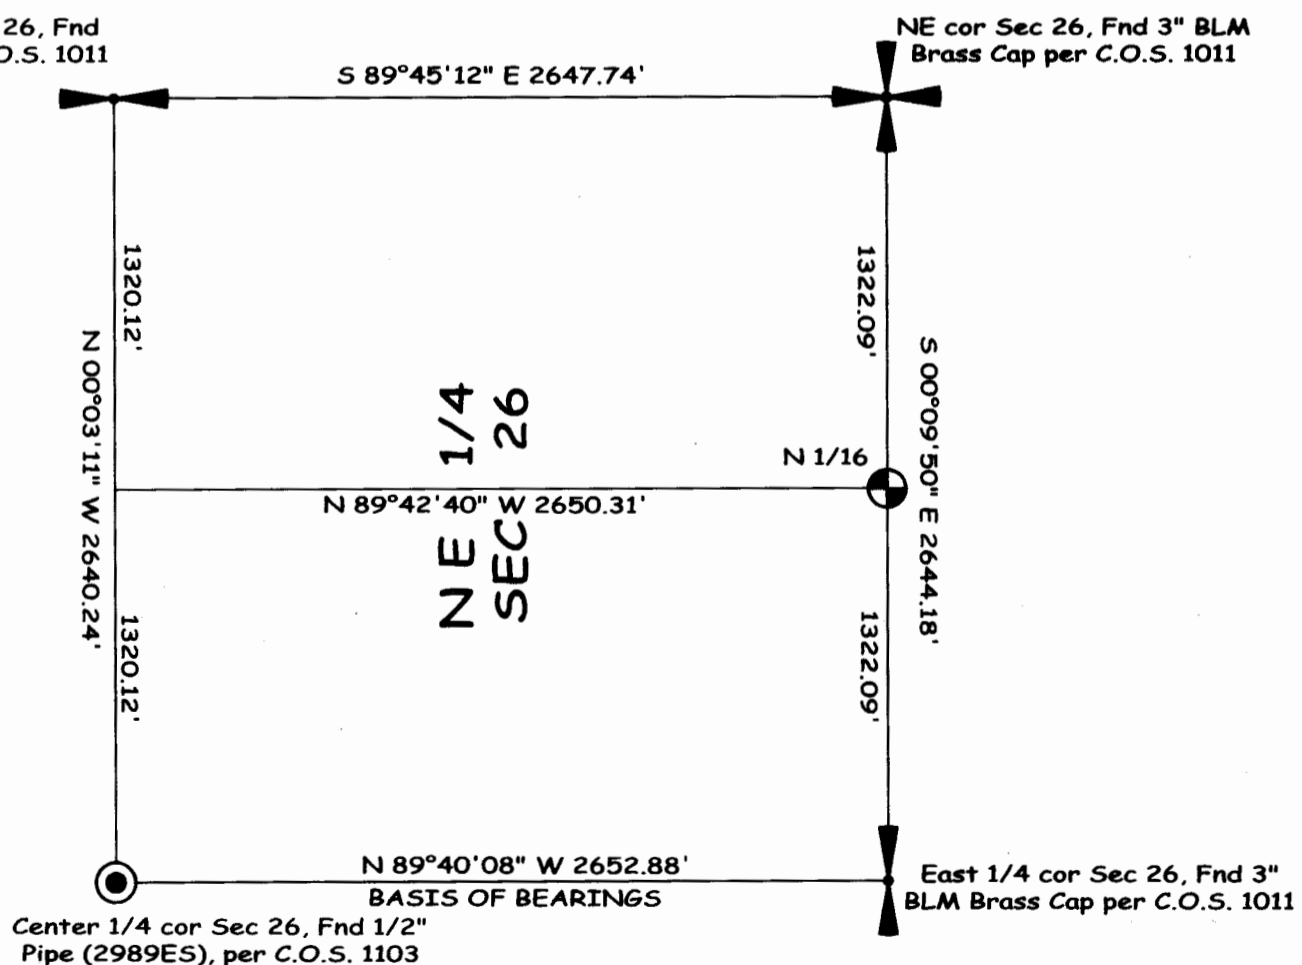 26, Fnd
O.S. 1011
NE cor Sec 26, Fnd 3" BLM
Brass Cap per C.O.S. 1011
S 89°45'12" E 2647.74'
1320.12'
1322.09'
N 00°03'11" W 2640.24'
S 00°09'50" E 2644.18'
NE 1/4
SEC 26
N 1/16
N 89°42'40" W 2650.31'
1320.12'
1322.09'
N 89°40'08" W 2652.88'
BASIS OF BEARINGS
East 1/4 cor Sec 26, Fnd 3"
BLM Brass Cap per C.O.S. 1011
Center 1/4 cor Sec 26, Fnd 1/2"
Pipe (2989ES), per C.O.S. 1103